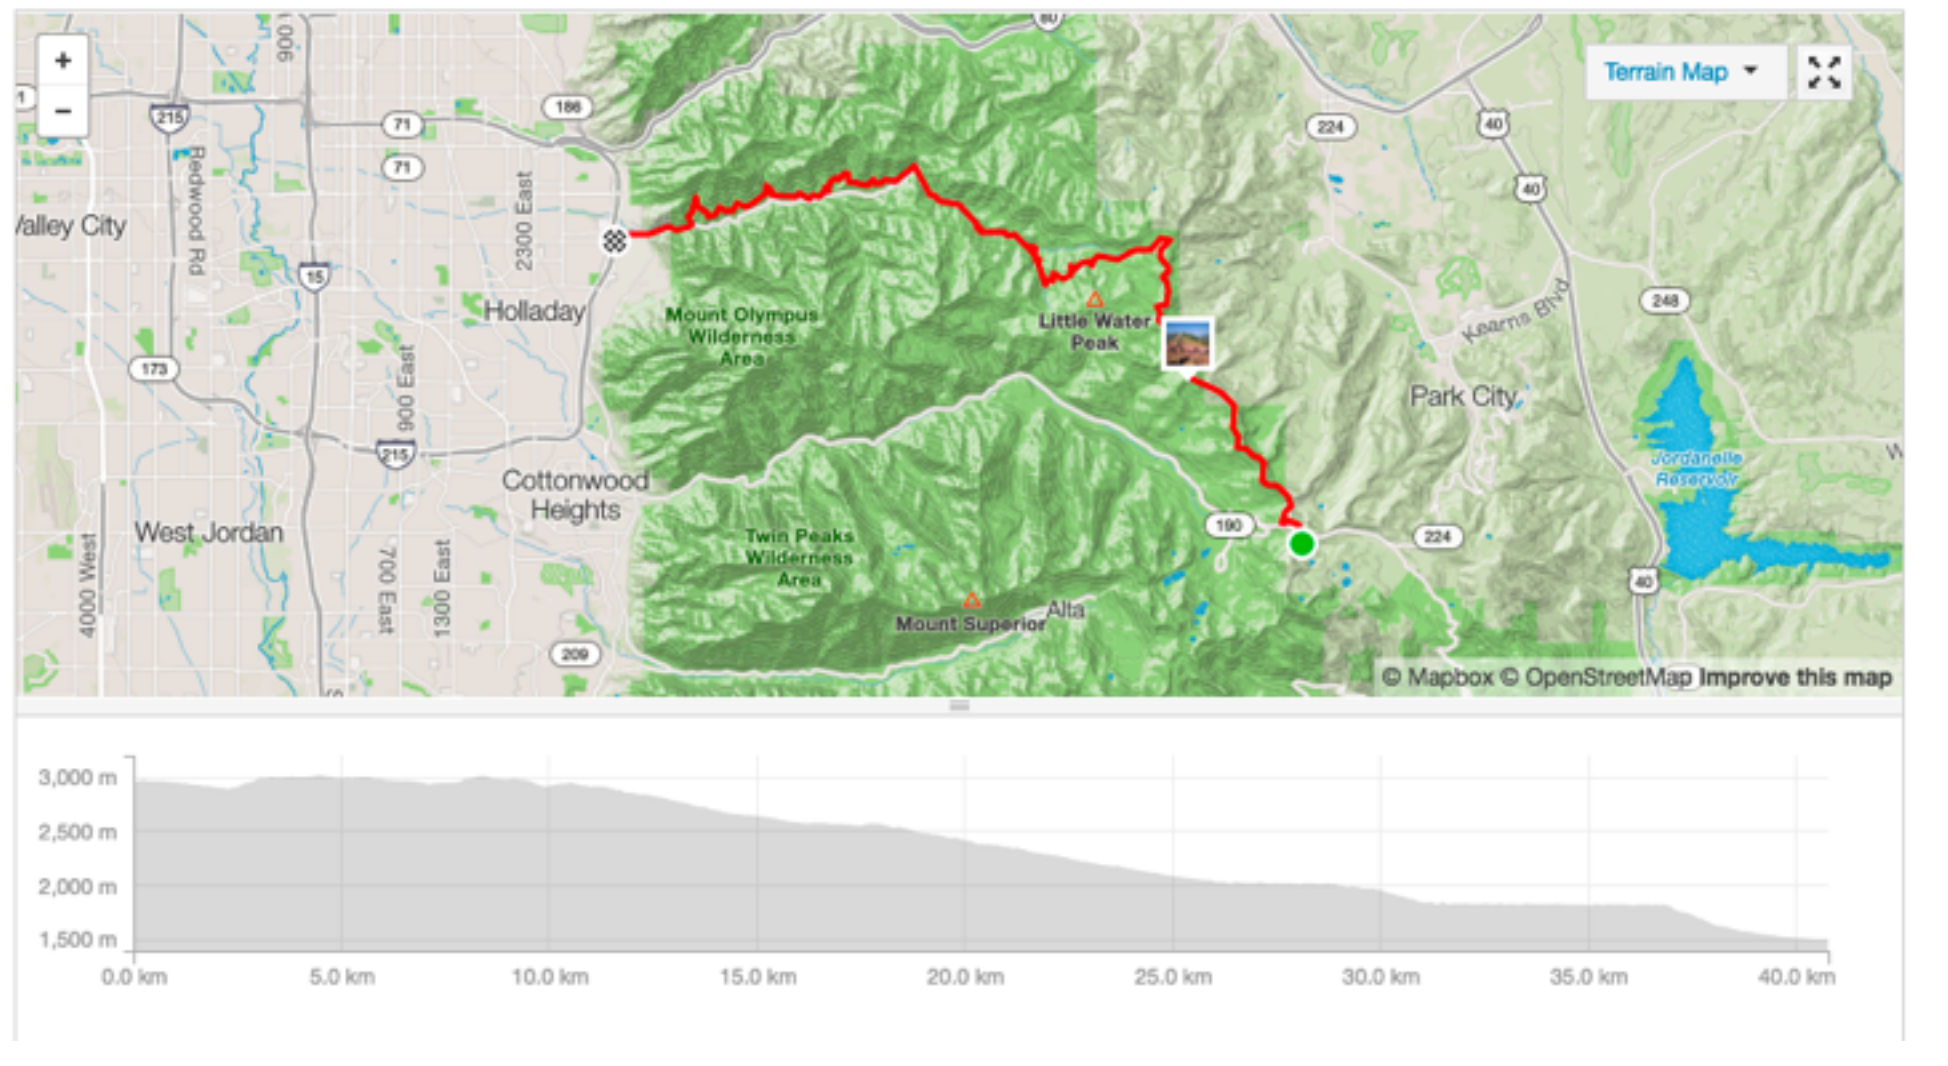 +
−
80
Terrain Map
900
186
215
71
40
224
71
Redwood Rd
2300 East
40
Valley City
15
248
Holladay
Mount Olympus
Wilderness
Area
Little Water
Peak
Kearns Blvd
173
900 East
Park City
215
Cottonwood
Heights
Jordanelle
Reservoir
West Jordan
190
224
Twin Peaks
Wilderness
Area
4000 West
700 East
1300 East
40
Alta
Mount Superior
209
© Mapbox © OpenStreetMap Improve this map
3,000 m
2,500 m
2,000 m
1,500 m
0.0 km 5.0 km 10.0 km 15.0 km 20.0 km 25.0 km 30.0 km 35.0 km 40.0 km